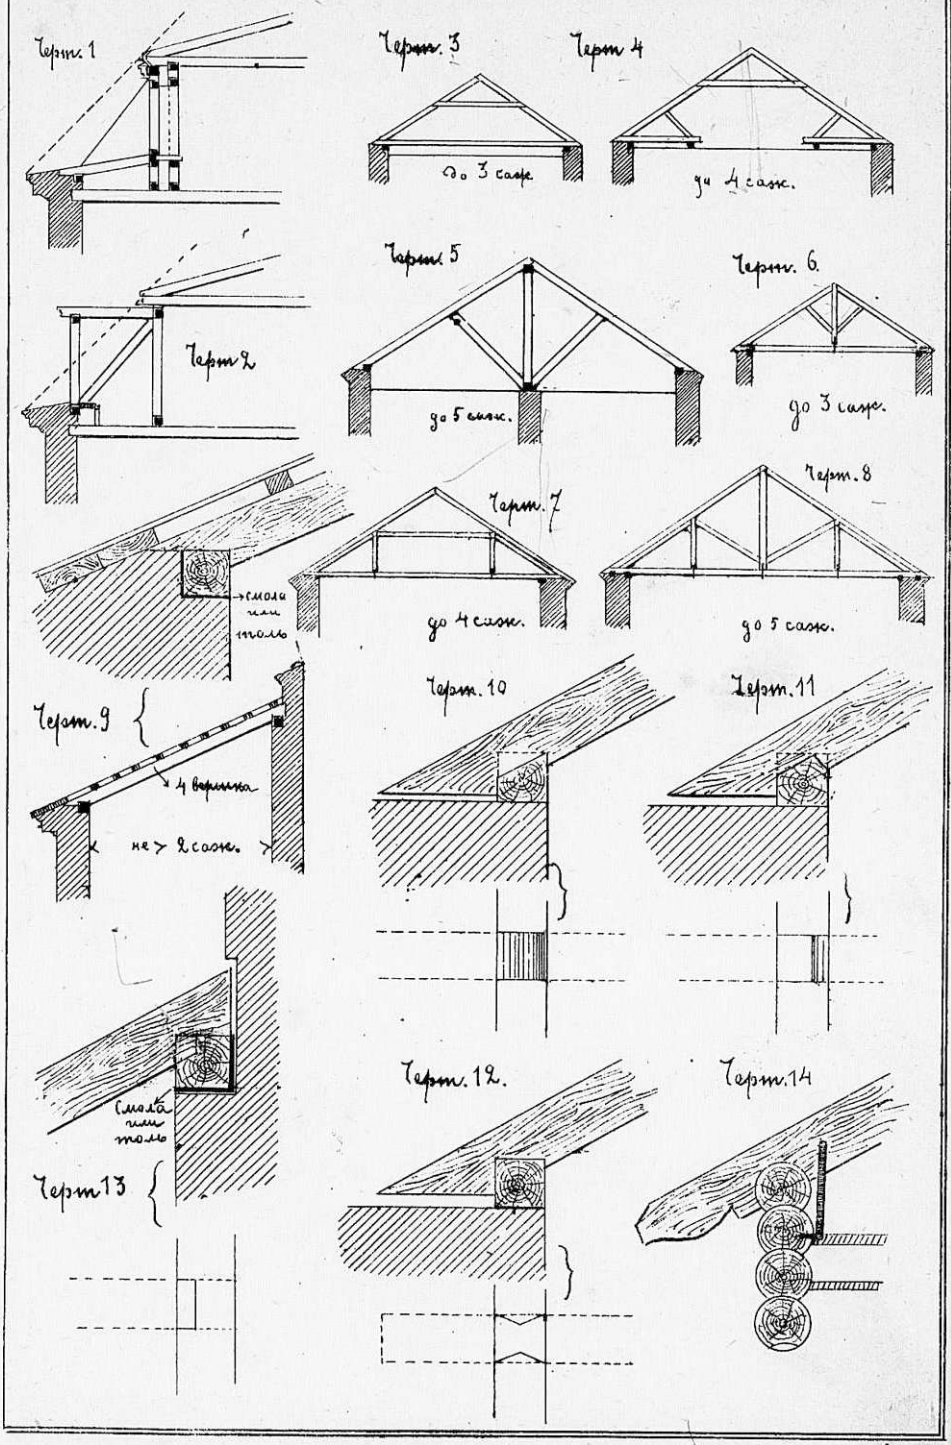 Черт. 1
Черт. 3
Черт 4
до 3 саж.
до 4 саж.
Черт. 5
Черт. 6.
Черт 2
до 5 саж.
до 3 саж.
Черт. 7
Черт. 8
смола
или
толь
до 4 саж.
до 5 саж.
Черт. 9
Черт. 10
Черт. 11
4 вершка
не > 2 саж.
смола
или
толь
Черт 13
Черт. 12.
Черт. 14